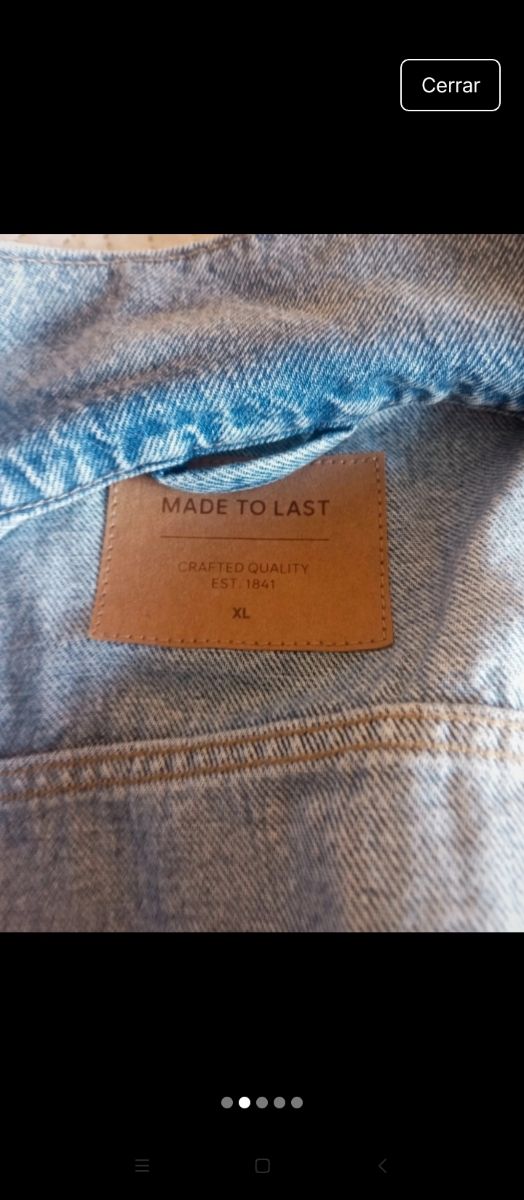 Cerrar
MADE TO LAST
CRAFTED QUALITY
EST. 1841
XL